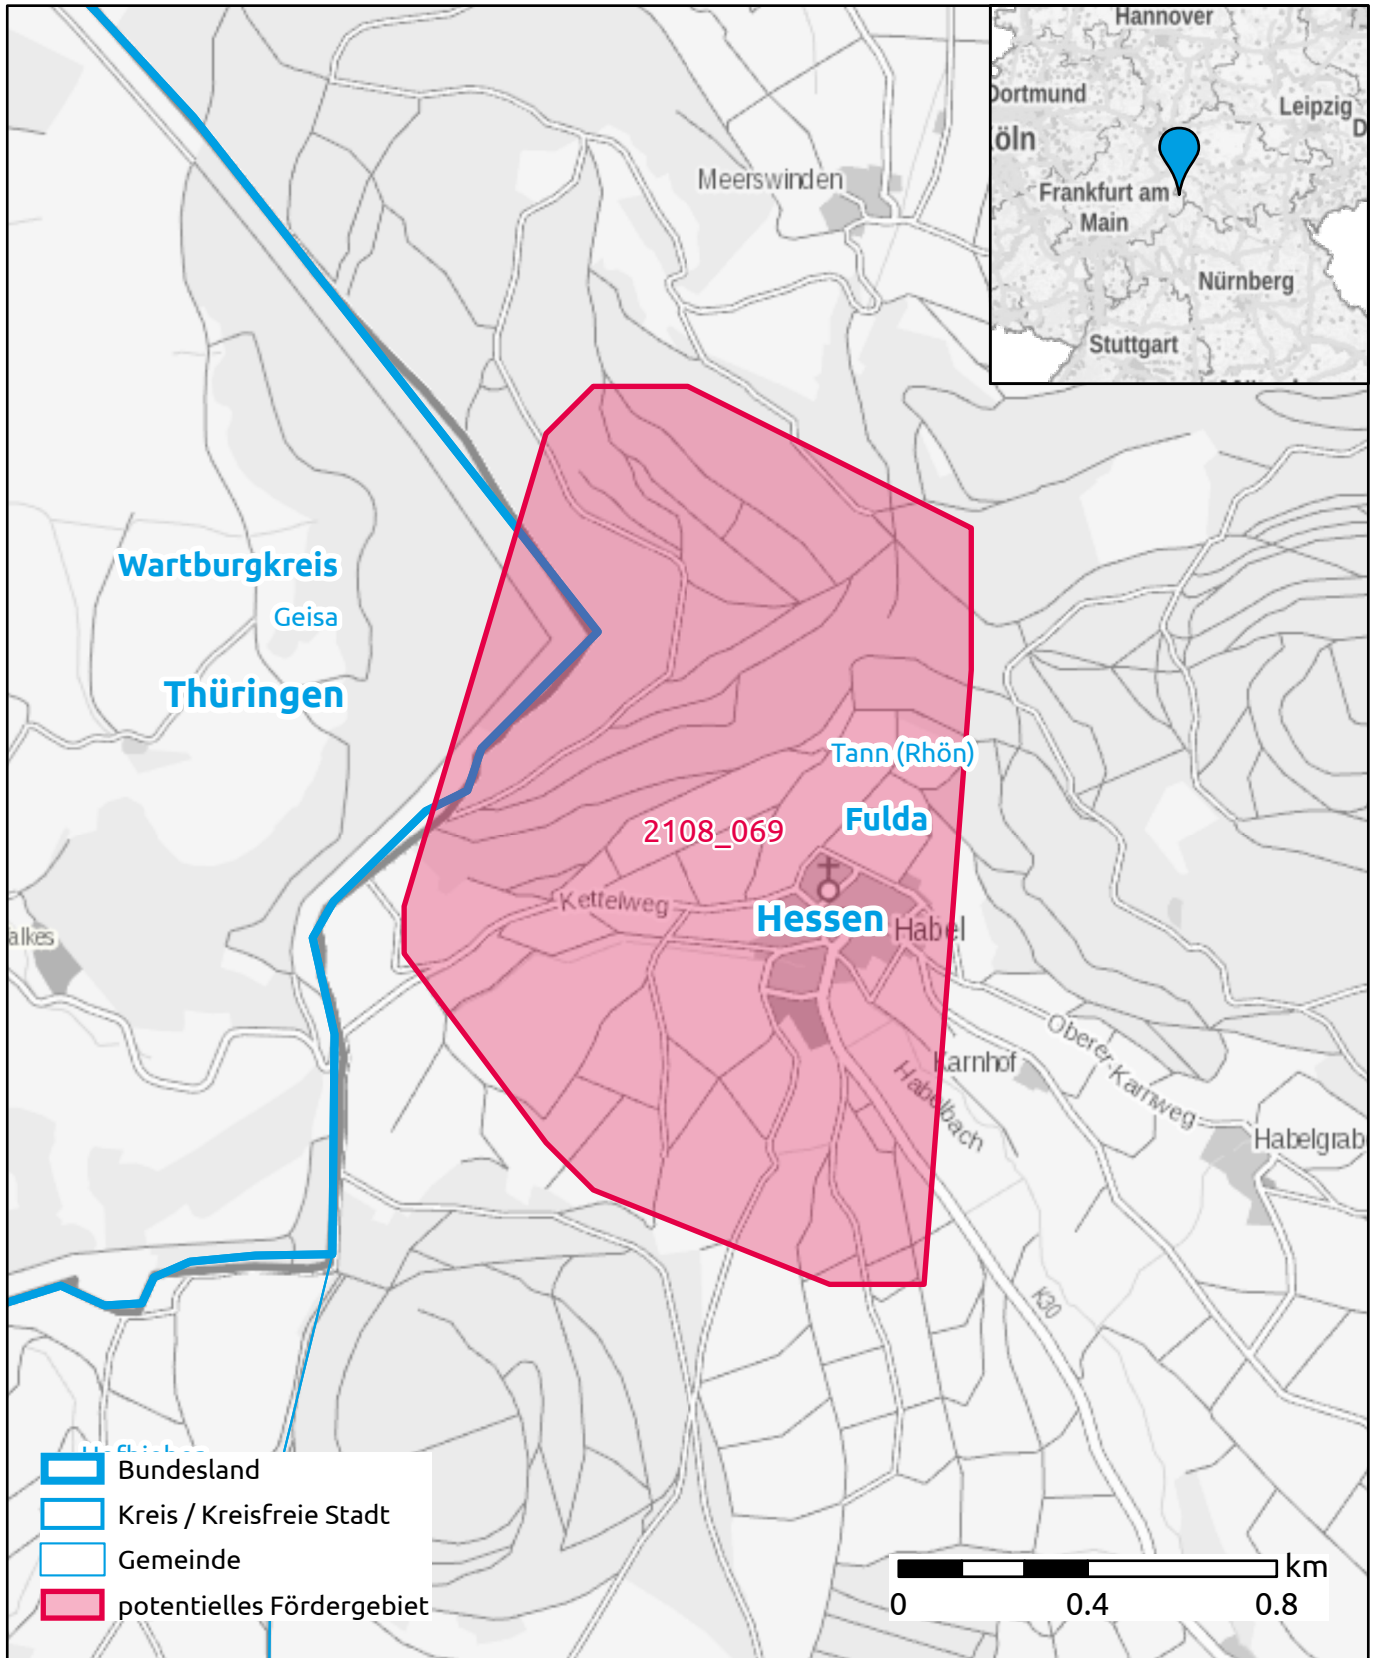 Hannover
Dortmund
Leipzig
D
öln
Frankfurt am
Main
Nürnberg
Stuttgart
Meerswinden
Wartburgkreis
Geisa
Thüringen
Tann (Rhön)
Fulda
2108_069
Kettelweg
Hessen
Habel
alkes
Karnhof
Oberer-Karnweg
Habelbach
Habelgrab
K30
Bundesland
Kreis / Kreisfreie Stadt
Gemeinde
potentielles Fördergebiet
km
0
0.4
0.8